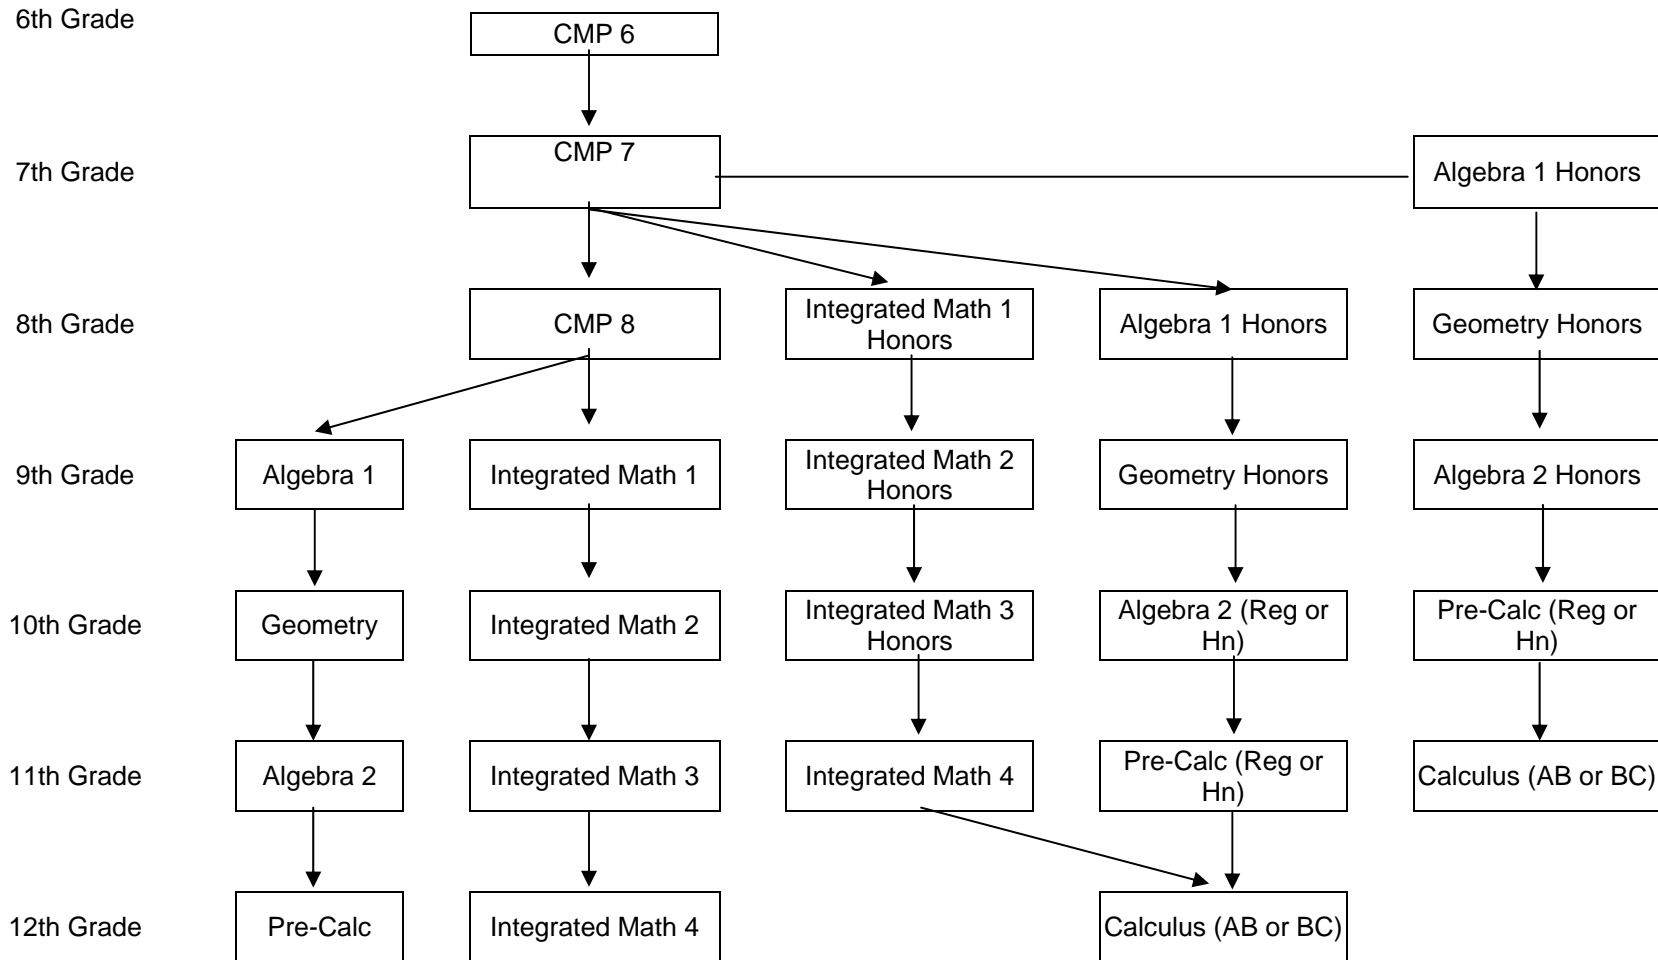 6th Grade
CMP 6
7th Grade
CMP 7
Algebra 1 Honors
8th Grade
CMP 8
Integrated Math 1
Honors
Algebra 1 Honors
Geometry Honors
9th Grade
Algebra 1
Integrated Math 1
Integrated Math 2
Honors
Geometry Honors
Algebra 2 Honors
10th Grade
Geometry
Integrated Math 2
Integrated Math 3
Honors
Algebra 2 (Reg or
Hn)
Pre-Calc (Reg or
Hn)
11th Grade
Algebra 2
Integrated Math 3
Integrated Math 4
Pre-Calc (Reg or
Hn)
Calculus (AB or BC)
12th Grade
Pre-Calc
Integrated Math 4
Calculus (AB or BC)